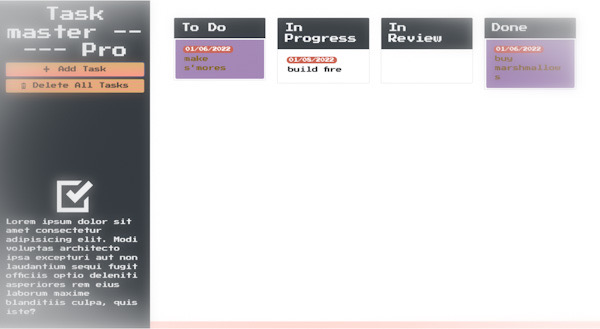 Task
master --
--- Pro
+ Add Task
Delete All Tasks
Lorem ipsum dolor sit
amet consectetur
adipisicing elit. Modi
voluptas architecto
ipsa excepturi aut non
laudantium sequi fugit
officiis optio deleniti
asperiores rem eius
laborum maxime
blanditiis culpa, quis
iste?
To Do
01/06/2022
make
s'mores
In
Progress
01/05/2022
build fire
In
Review
Done
01/06/2022
buy
marshmallow
s